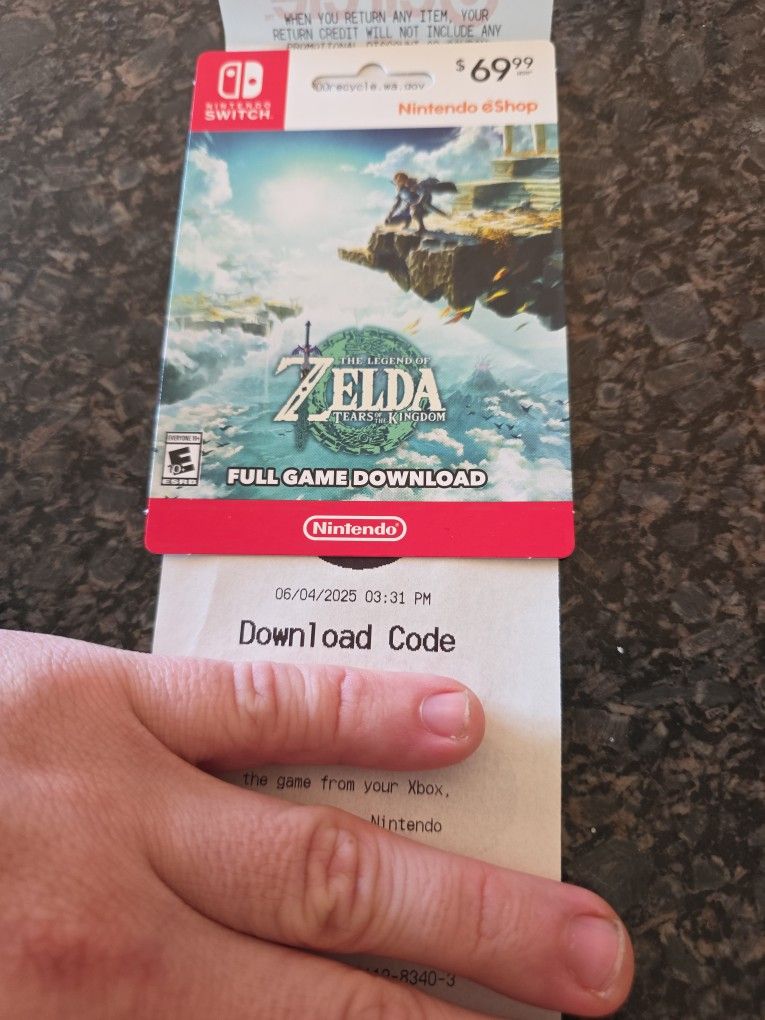 WHEN YOU RETURN ANY ITEM, YOUR
RETURN CREDIT WILL NOT INCLUDE ANY
NINTENDO
SWITCH
recycle.wa.gov
$ 69 99
Nintendo eShop
THE LEGEND OF
ZELDA
TEARS OF THE KINGDOM
EVERYONE 10+
E
10+
ESRB
FULL GAME DOWNLOAD
Nintendo
06/04/2025 03:31 PM
Download Code
the game from your Xbox,
Nintendo
-8340-3